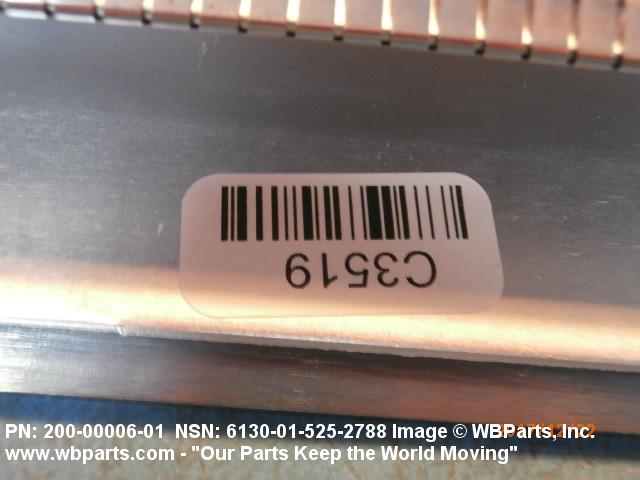 C3519
PN: 200-00006-01 NSN: 6130-01-525-2788 Image © WBParts, Inc.
www.wbparts.com - "Our Parts Keep the World Moving"